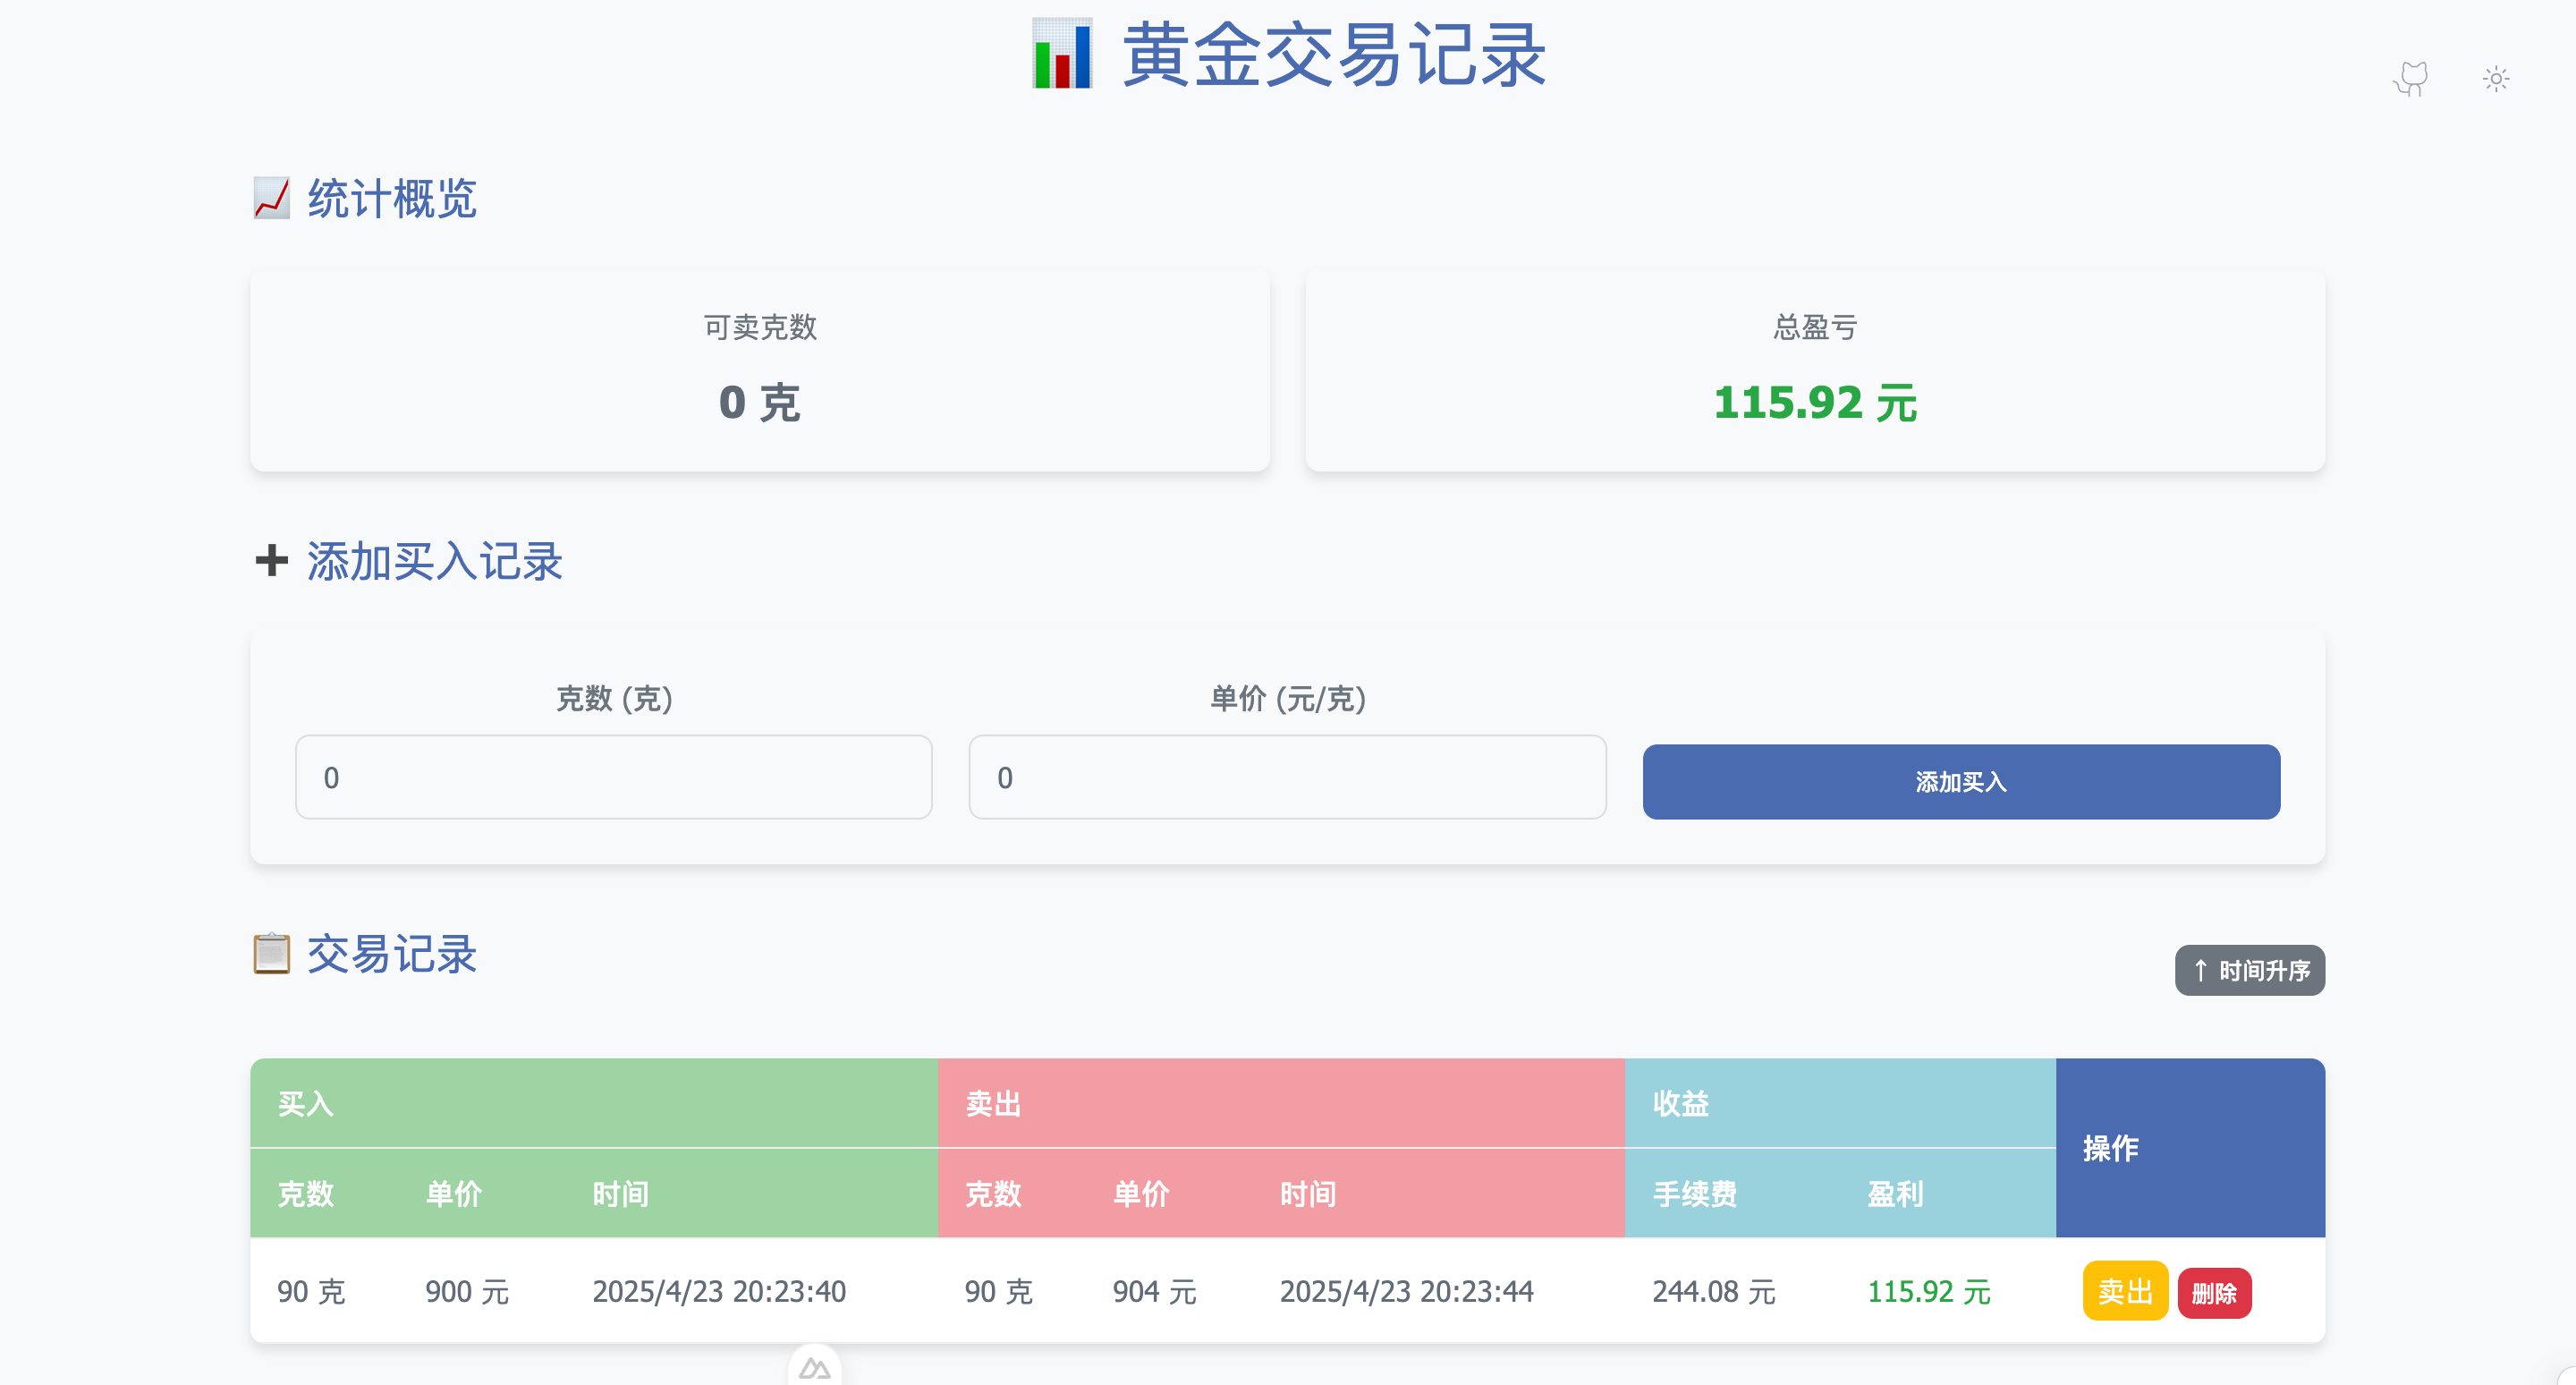 黄金交易记录
统计概览
可卖克数
0 克
总盈亏
115.92 元
添加买入记录
克数 (克)
0
单价 (元/克)
0
添加买入
交易记录
↑ 时间升序
买入 卖出 收益 操作
克数 单价 时间 克数 单价 时间 手续费 盈利
90 克 900 元 2025/4/23 20:23:40 90 克 904 元 2025/4/23 20:23:44 244.08 元 115.92 元 卖出 删除